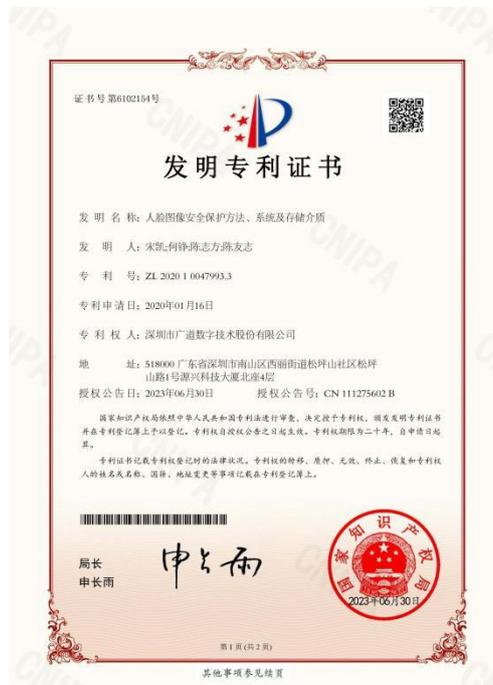 证书号第6102154号
发明专利证书
发 明 名 称：人脸图像安全保护方法、系统及存储介质
发 明 人：宋凯;何铮;陈志方;陈友志
专 利 号：ZL 2020 1 0047993.3
专利申请日：2020年01月16日
专 利 权 人：深圳市广道数字技术股份有限公司
地 址：518000 广东省深圳市南山区西丽街道松坪山社区松坪
山路1号源兴科技大厦北座4层
授权公告日：2023年06月30日 授权公告号：CN 111275602 B
国家知识产权局依照中华人民共和国专利法进行审查，决定授予专利权，颁发发明专利证书
并在专利登记簿上予以登记。专利权自授权公告之日起生效。专利权期限为二十年，自申请日起
算。
专利证书记载专利权登记时的法律状况。专利权的转移、质押、无效、终止、恢复和专利权
人的姓名或名称、国籍、地址变更等事项记载在专利登记簿上。
局长
申长雨
申长雨
国家知识产权局
2023年06月30日
第 1 页 (共 2 页)
其他事项参见续页
CNIPA
CNIPA
CNIPA
CNIPA
CNIPA
CNIPA